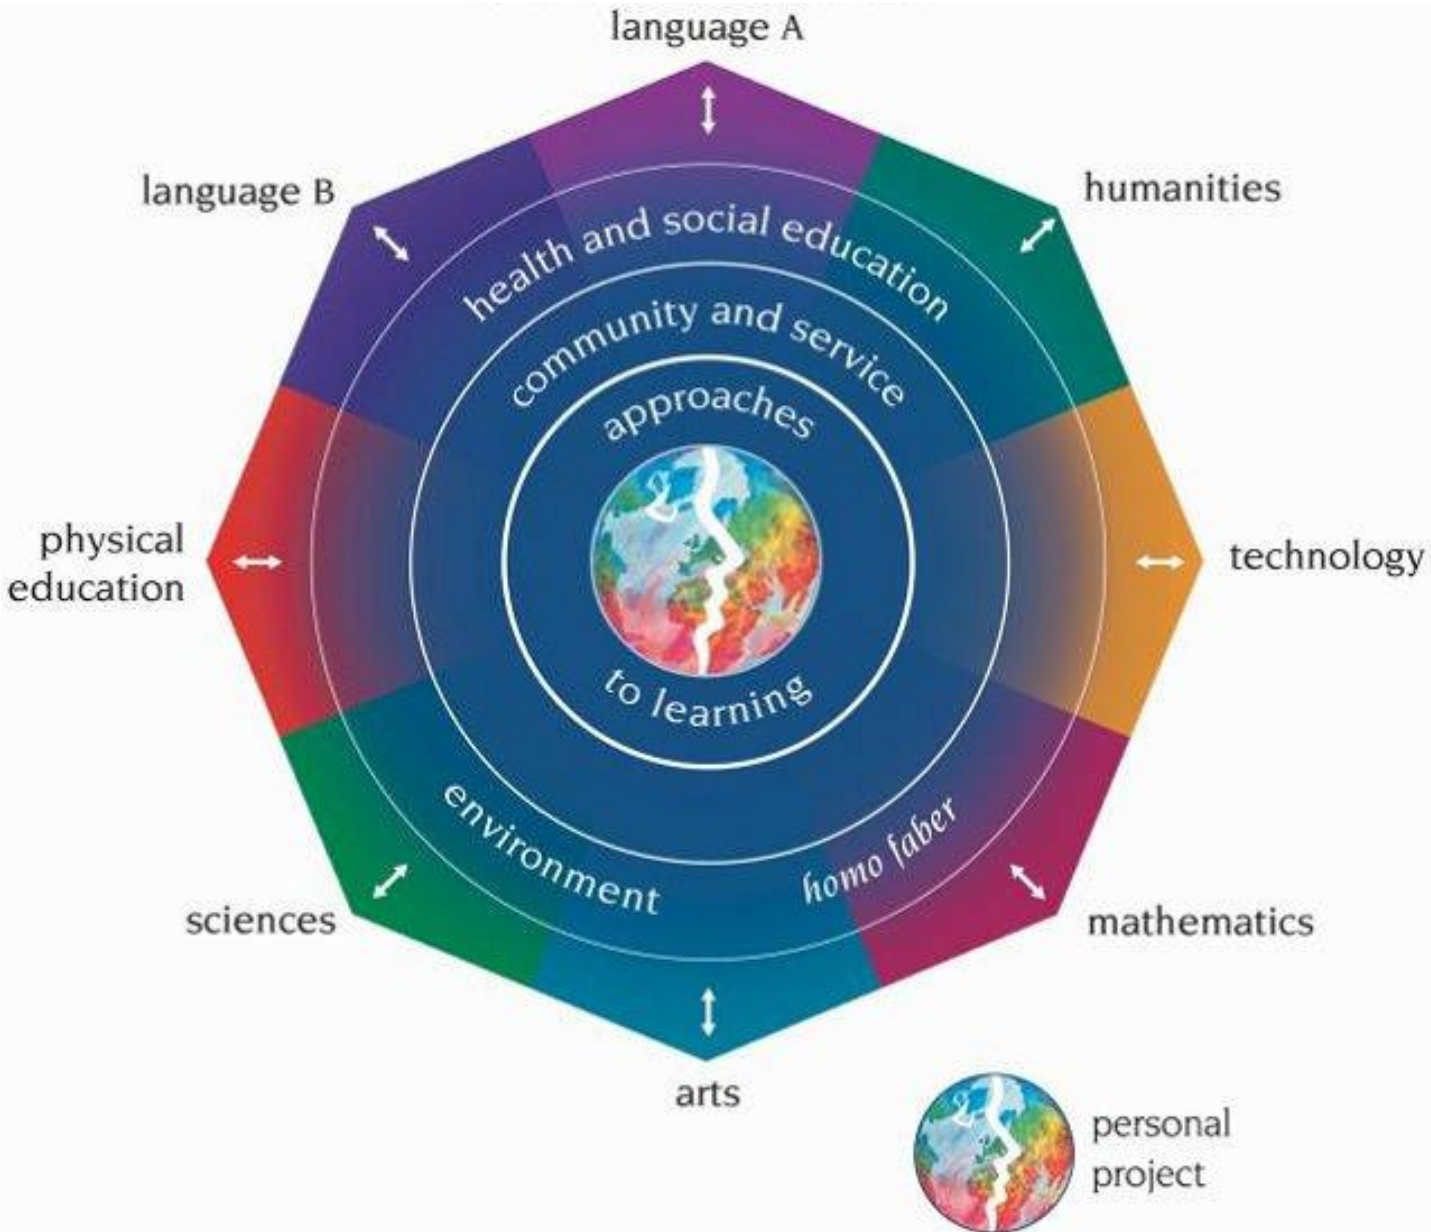 language A
language B
humanities
health and social education
community and service
approaches
physical
education
technology
to learning
environment
homo faber
sciences
mathematics
arts
personal
project